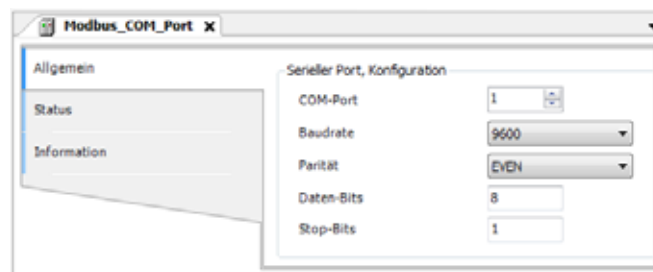 Modbus_COM_Port X
Allgemein
Status
Information
Serieller Port, Konfiguration
COM-Port 1
Baudrate 9600
Parität EVEN
Daten-Bits 8
Stop-Bits 1